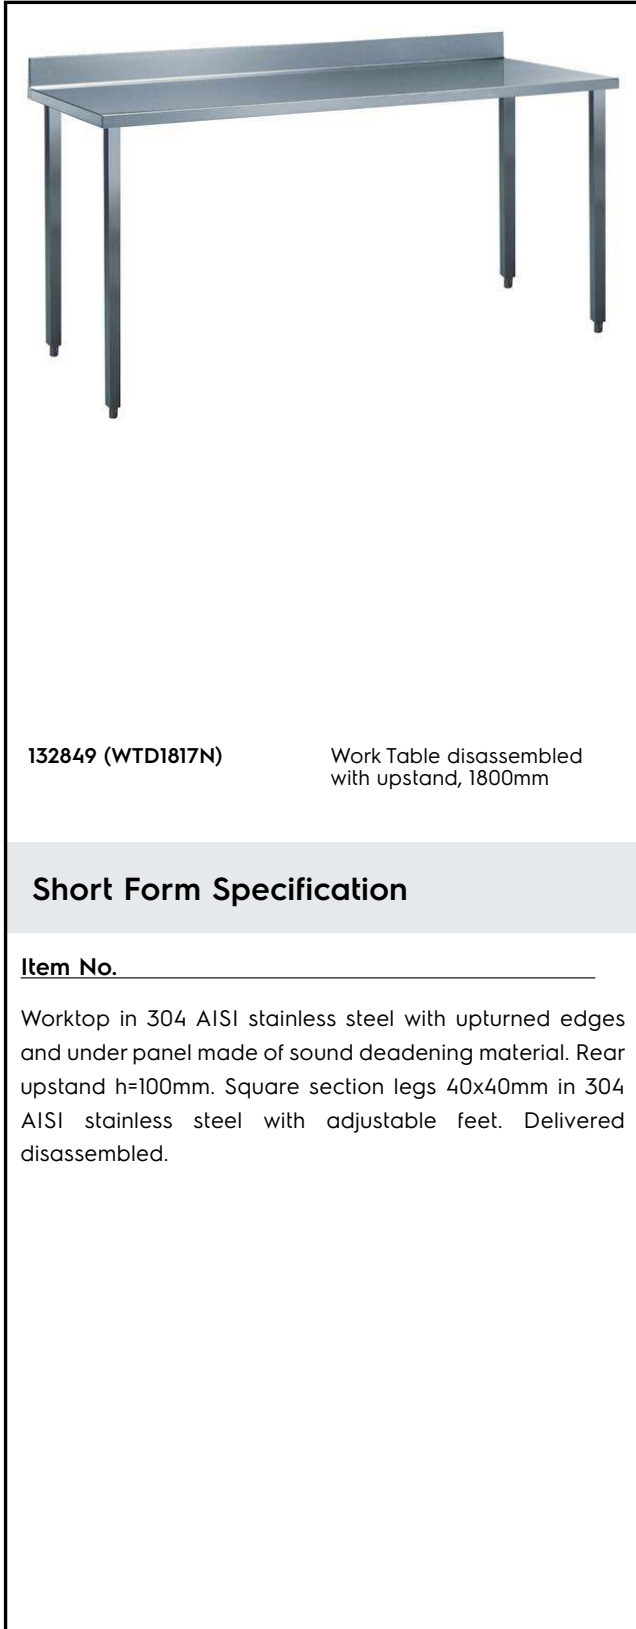 132849 (WTD1817N)
Work Table disassembled
with upstand, 1800mm
Short Form Specification
Item No.
Worktop in 304 AISI stainless steel with upturned edges
and under panel made of sound deadening material. Rear
upstand h=100mm. Square section legs 40x40mm in 304
AISI stainless steel with adjustable feet. Delivered
disassembled.